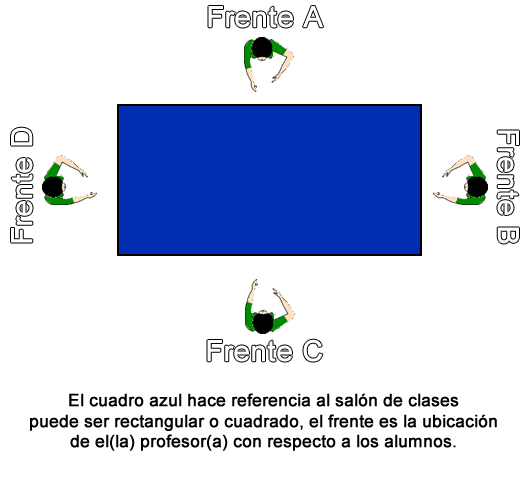 Frente A
Frente D
Frente B
Frente C
El cuadro azul hace referencia al salón de clases
puede ser rectangular o cuadrado, el frente es la ubicación
de el(la) profesor(a) con respecto a los alumnos.